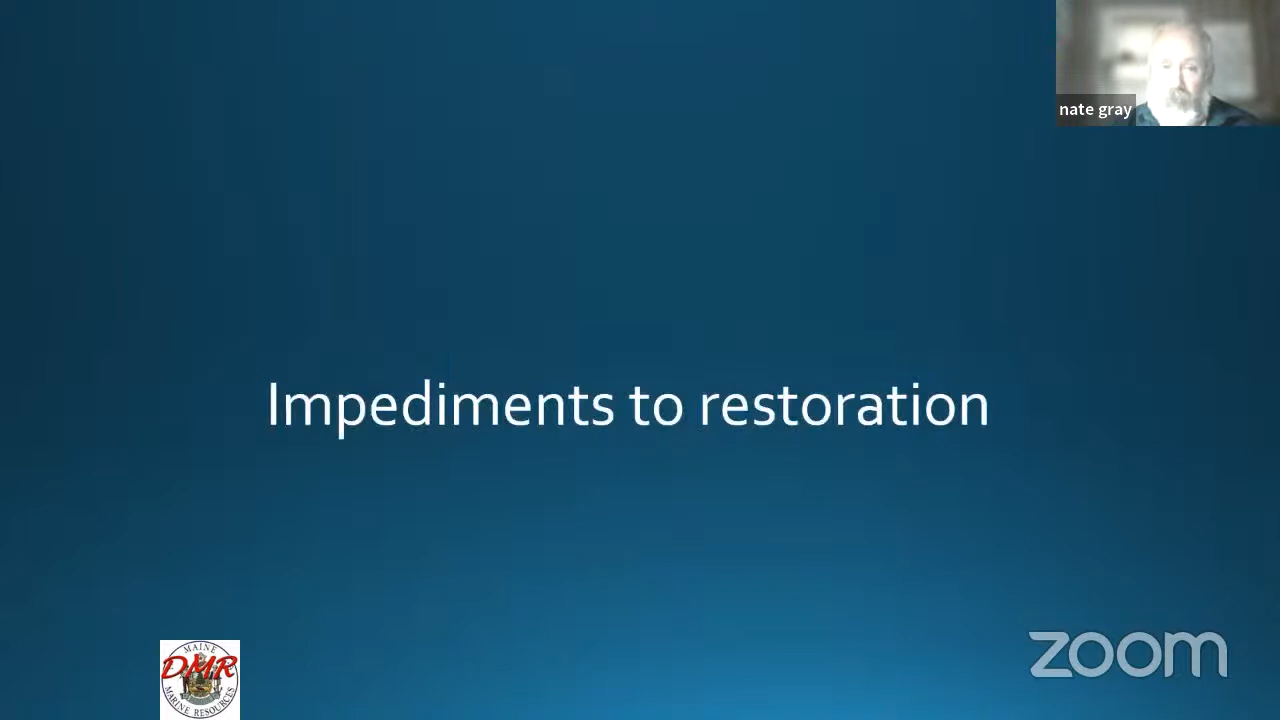 nate gray
Impediments to restoration
MAINE
DMR
MARINE RESOURCES
zoom